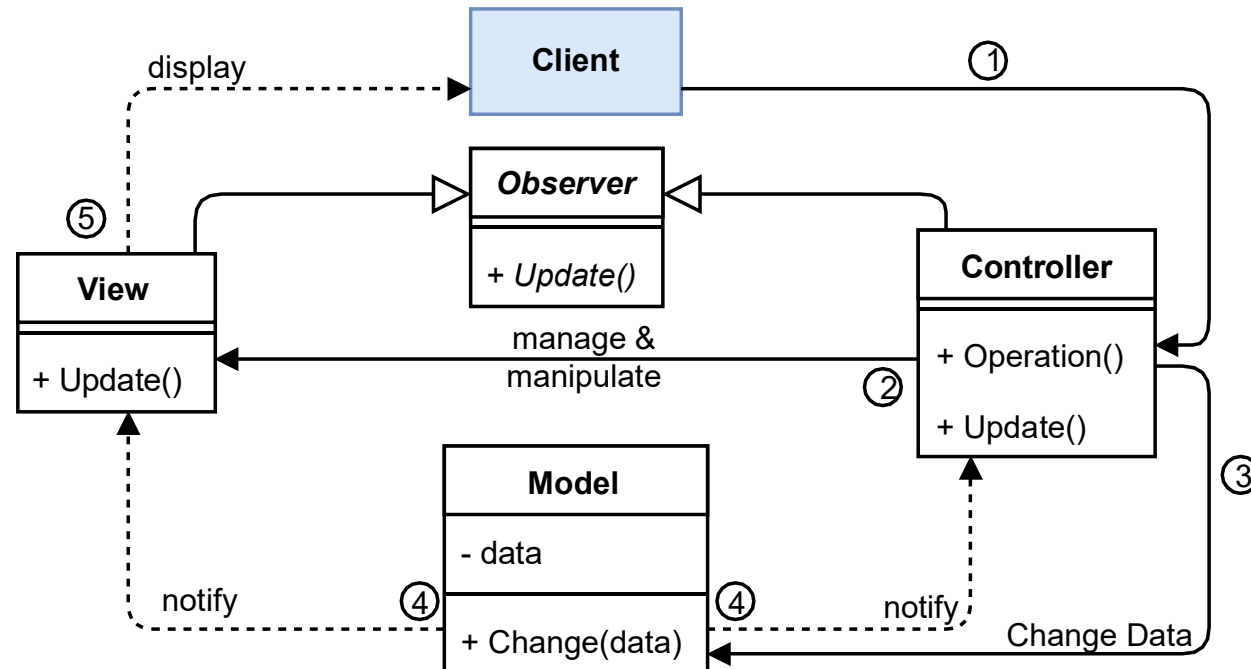 Client
1
display
Observer
5
Controller
View
+ Update()
manage &
+ Operation()
+ Update()
manipulate
2
+ Update()
Model
3
- data
notify
4
4
notify
+ Change(data)
Change Data